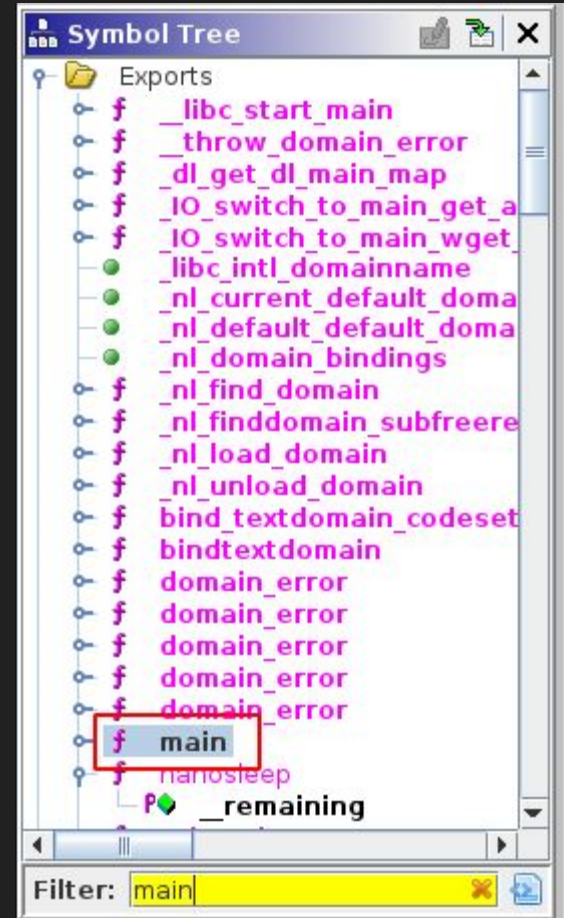 Symbol Tree
Exports
__libc_start_main
__throw_domain_error
_dl_get_dl_main_map
_IO_switch_to_main_get_a
_IO_switch_to_main_wget_
_libc_intl_domainname
_nl_current_default_doma
_nl_default_default_doma
_nl_domain_bindings
_nl_find_domain
_nl_finddomain_subfreere
_nl_load_domain
_nl_unload_domain
bind_textdomain_codeset
bindtextdomain
domain_error
domain_error
domain_error
domain_error
domain_error
main
nanosleep
__remaining
Filter: main